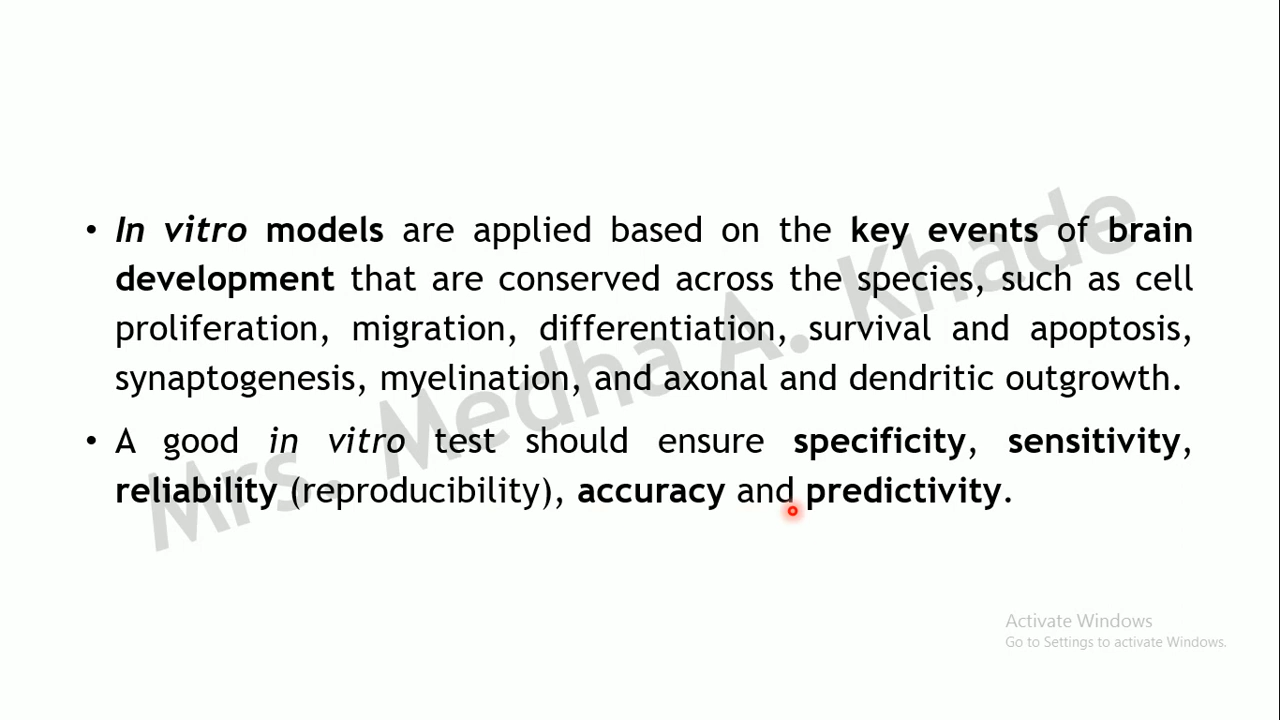 • In vitro models are applied based on the key events of brain
development that are conserved across the species, such as cell
proliferation, migration, differentiation, survival and apoptosis,
synaptogenesis, myelination, and axonal and dendritic outgrowth.
• A good in vitro test should ensure specificity, sensitivity,
reliability (reproducibility), accuracy and predictivity.
Mrs. Medha A. Khade
Activate Windows
Go to Settings to activate Windows.